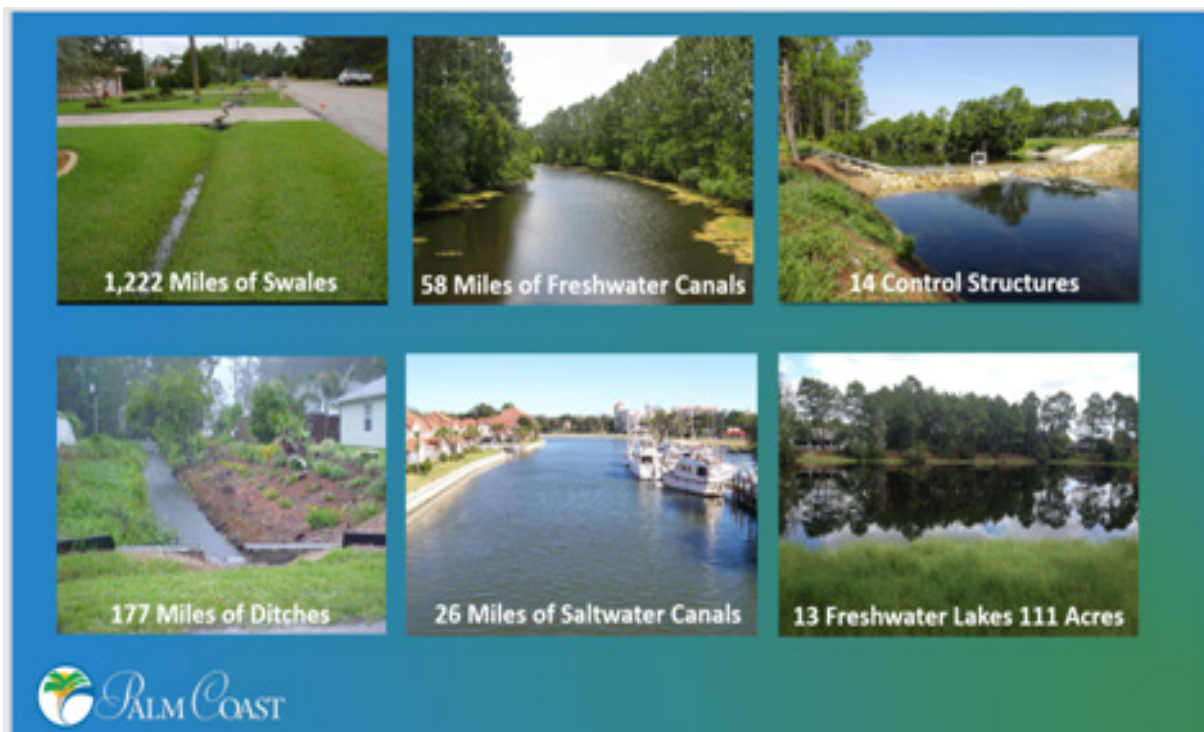 1,222 Miles of Swales
58 Miles of Freshwater Canals
14 Control Structures
177 Miles of Ditches
26 Miles of Saltwater Canals
13 Freshwater Lakes 111 Acres
PALM COAST